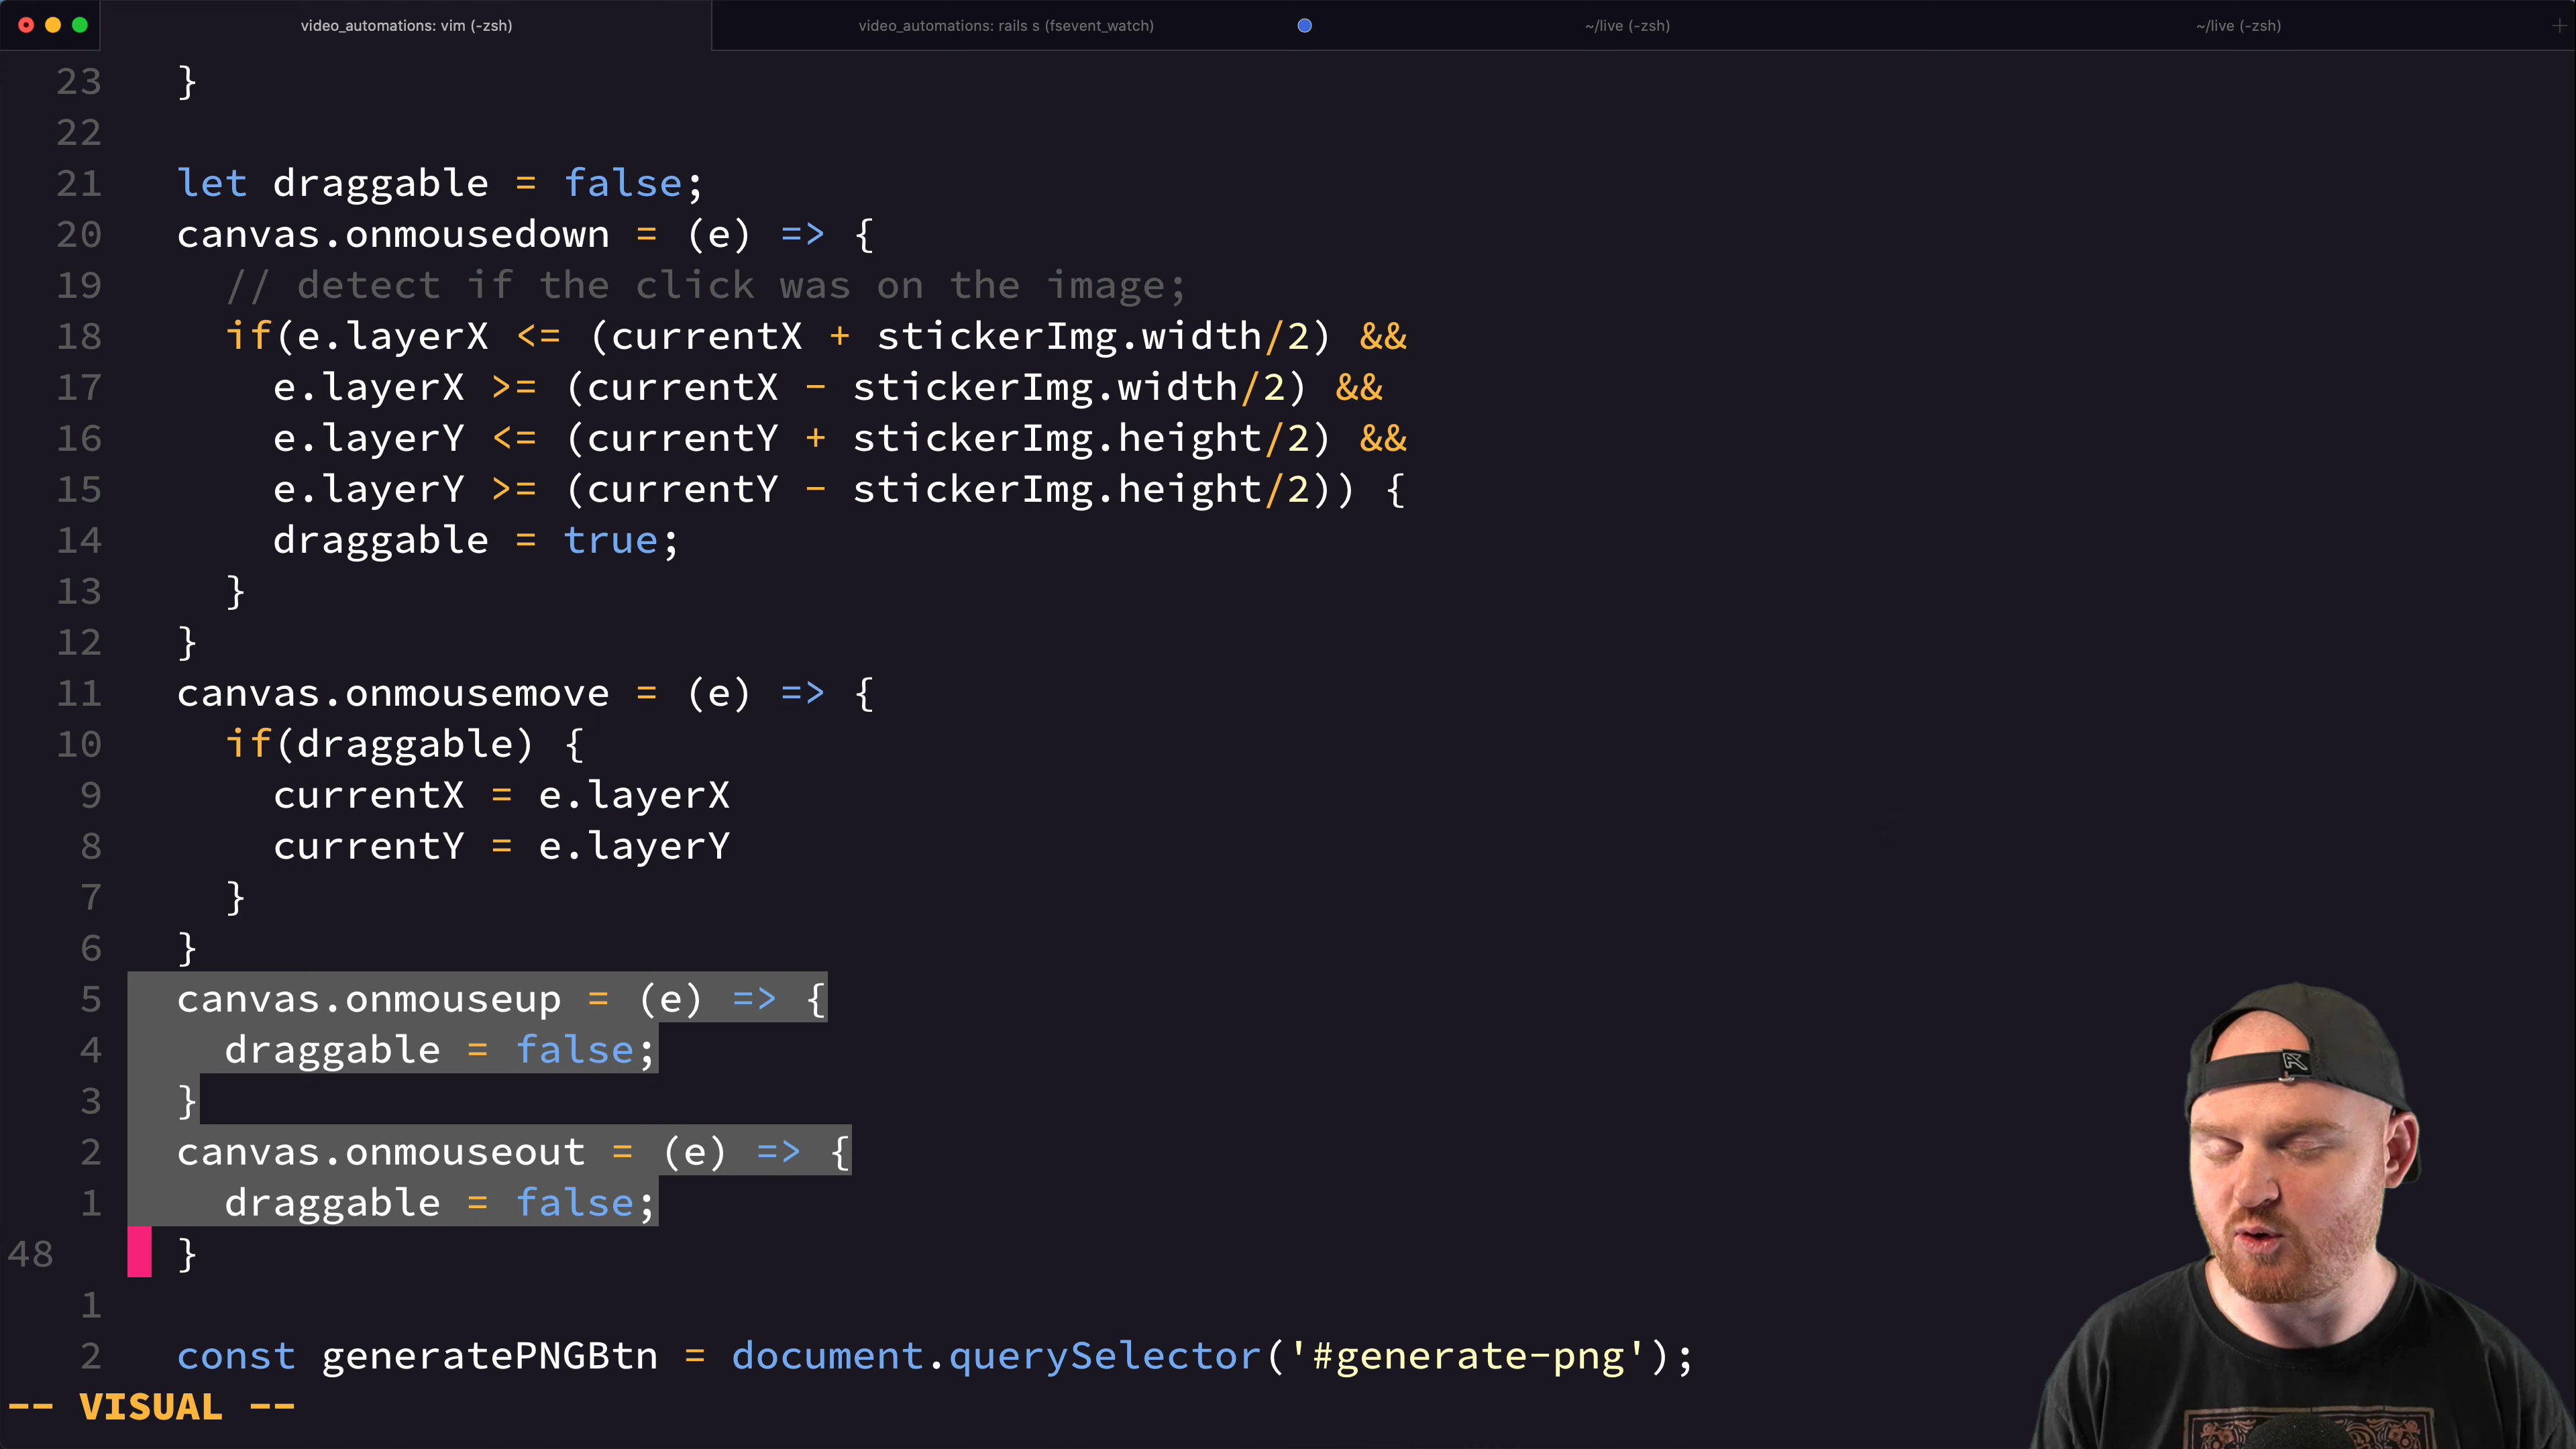 video_automations: vim (-zsh)
video_automations: rails s (fsevent_watch)
~/live (-zsh)
~/live (-zsh)
23 }
22
21 let draggable = false;
20 canvas.onmousedown = (e) => {
19 // detect if the click was on the image;
18 if(e.layerX <= (currentX + stickerImg.width/2) &&
17 e.layerX >= (currentX - stickerImg.width/2) &&
16 e.layerY <= (currentY + stickerImg.height/2) &&
15 e.layerY >= (currentY - stickerImg.height/2)) {
14 draggable = true;
13 }
12 }
11 canvas.onmousemove = (e) => {
10 if(draggable) {
9 currentX = e.layerX
8 currentY = e.layerY
7 }
6 }
5 canvas.onmouseup = (e) => {
4 draggable = false;
3 }
2 canvas.onmouseout = (e) => {
1 draggable = false;
48 }
1
2 const generatePNGBtn = document.querySelector('#generate-png');
-- VISUAL --